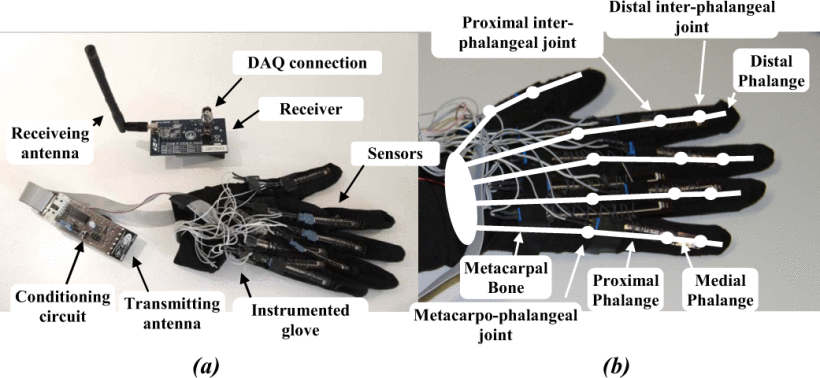 DAQ connection
Receiver
Receiveing
antenna
Sensors
Conditioning
circuit
Transmitting
antenna
Instrumented
glove
(a)
Proximal inter-
phalangeal joint
Distal inter-phalangeal
joint
Distal
Phalange
Metacarpal
Bone
Proximal
Phalange
Medial
Phalange
Metacarpo-phalangeal
joint
(b)